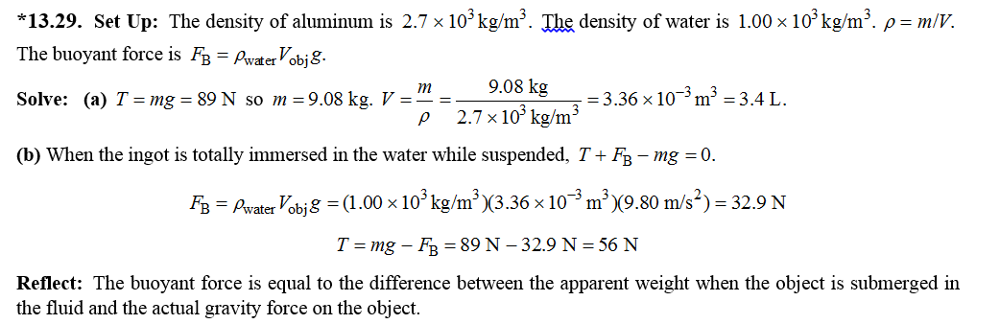 *13.29. Set Up: The density of aluminum is 2.7 × 10³ kg/m³. The density of water is 1.00 × 10³ kg/m³. ρ = m/V.
The buoyant force is F_B = ρ_water V_obj g.
Solve: (a) T = mg = 89 N so m = 9.08 kg. V = m/ρ = 9.08 kg / 2.7 × 10³ kg/m³ = 3.36 × 10⁻³ m³ = 3.4 L.
(b) When the ingot is totally immersed in the water while suspended, T + F_B − mg = 0.
F_B = ρ_water V_obj g = (1.00 × 10³ kg/m³)(3.36 × 10⁻³ m³)(9.80 m/s²) = 32.9 N
T = mg − F_B = 89 N − 32.9 N = 56 N
Reflect: The buoyant force is equal to the difference between the apparent weight when the object is submerged in
the fluid and the actual gravity force on the object.